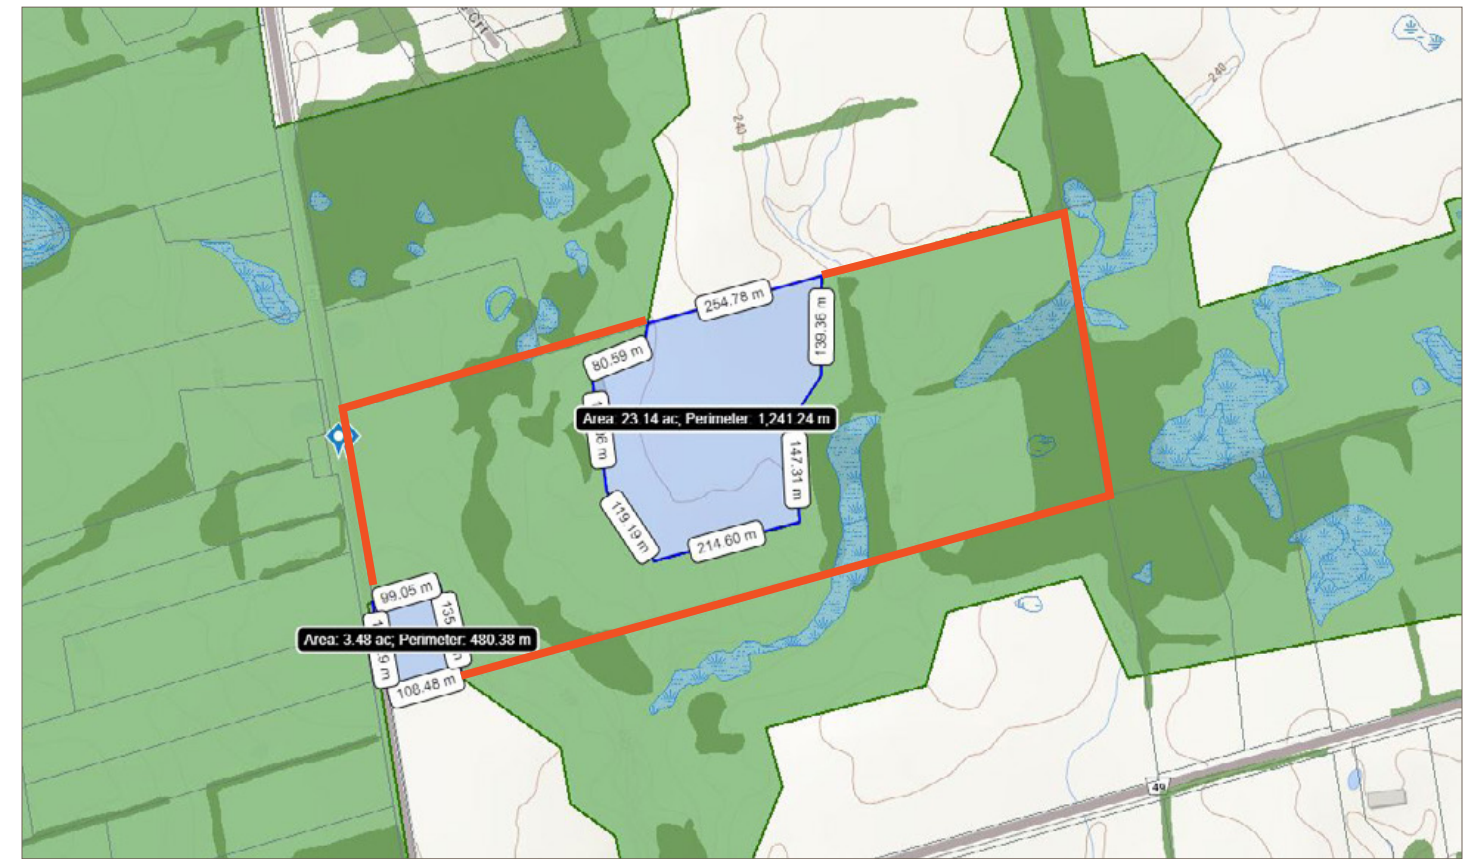 240
240
254.78 m
139.36 m
80.59 m
Area: 23.14 ac; Perimeter: 1,241.24 m
147.31 m
119.19 m
214.60 m
99.05 m
135
Area: 3.48 ac; Perimeter: 480.38 m
108.48 m
49